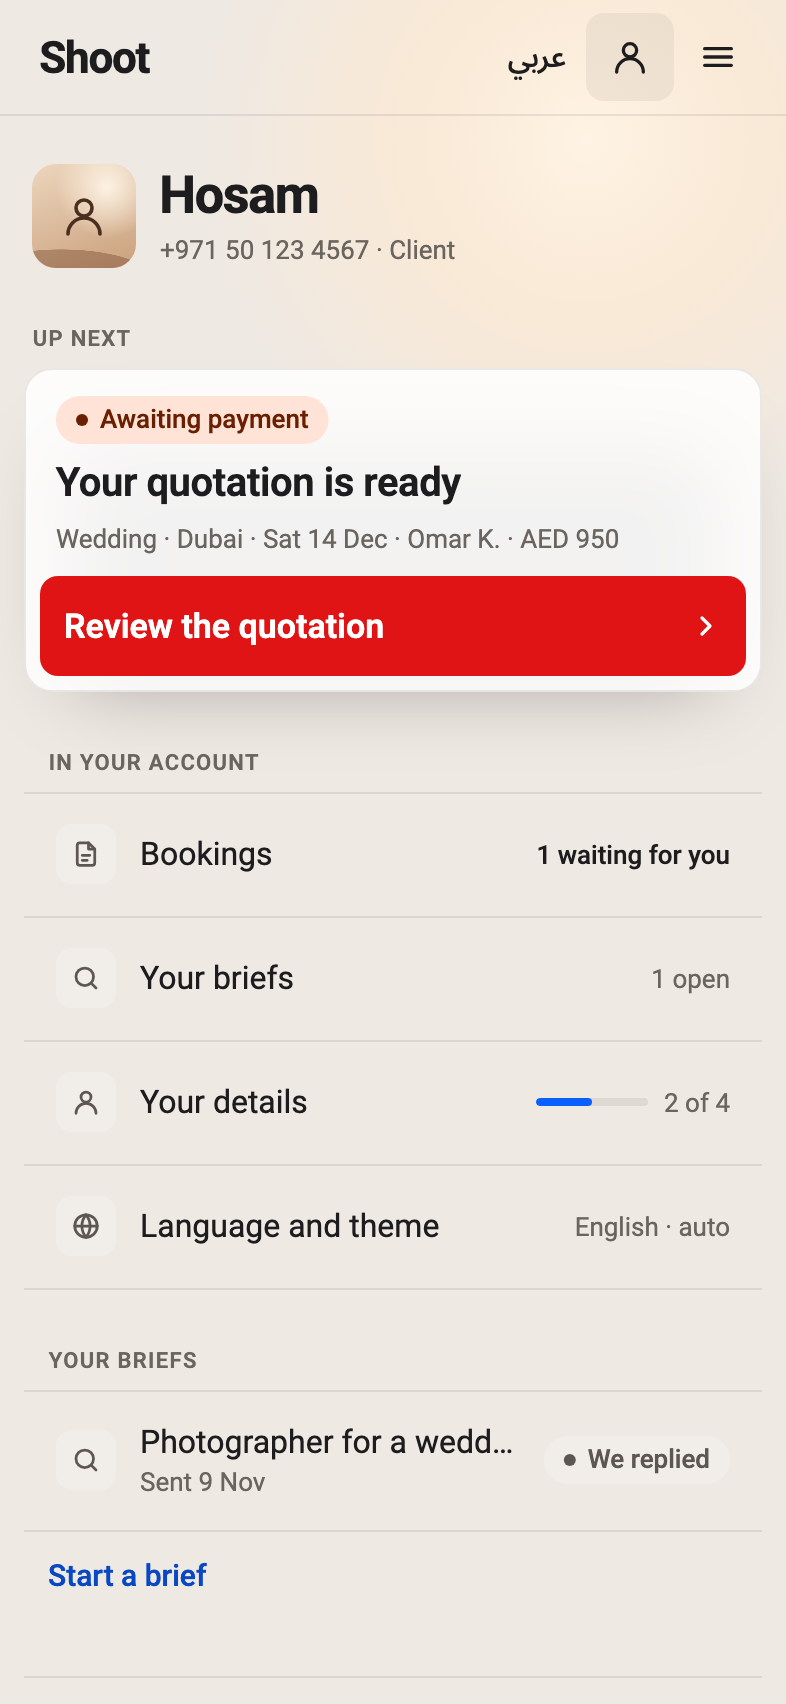 Shoot
عربي
Hosam
+971 50 123 4567 · Client
UP NEXT
Awaiting payment
Your quotation is ready
Wedding · Dubai · Sat 14 Dec · Omar K. · AED 950
Review the quotation
IN YOUR ACCOUNT
Bookings
1 waiting for you
Your briefs
1 open
Your details
2 of 4
Language and theme
English · auto
YOUR BRIEFS
Photographer for a wedd...
We replied
Sent 9 Nov
Start a brief